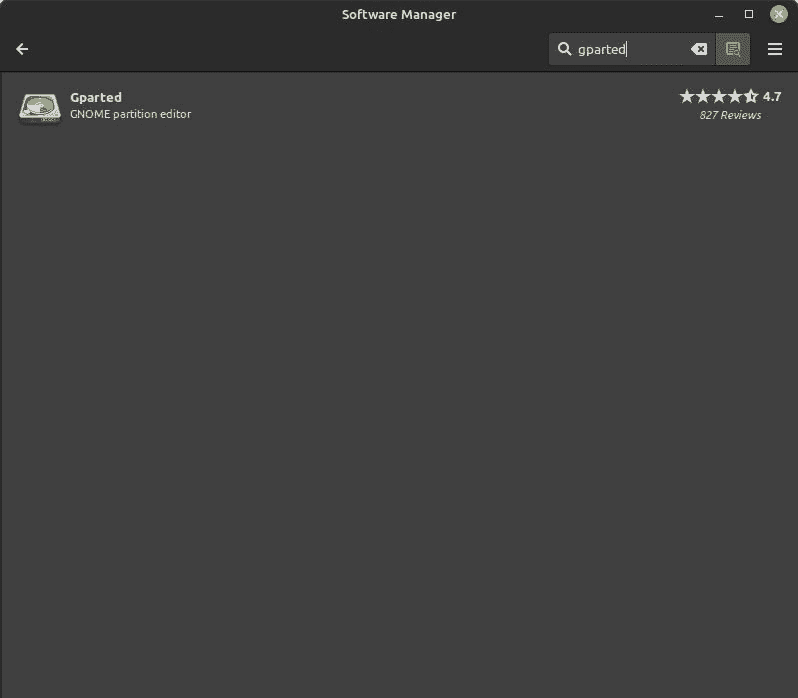 Software Manager
gparted
Gparted
GNOME partition editor
4.7
827 Reviews